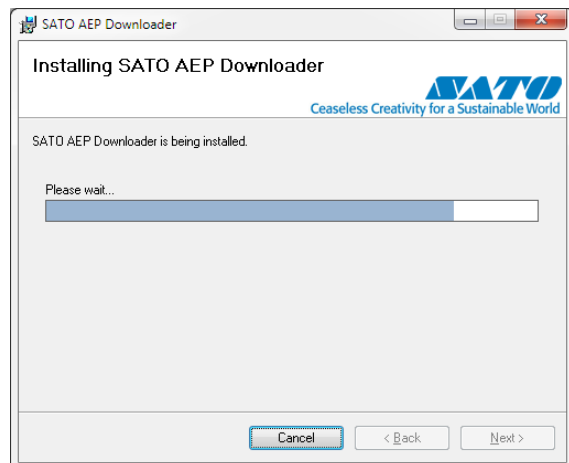 SATO AEP Downloader
Installing SATO AEP Downloader
SATO
Ceaseless Creativity for a Sustainable World
SATO AEP Downloader is being installed.
Please wait...
Cancel
< Back
Next >